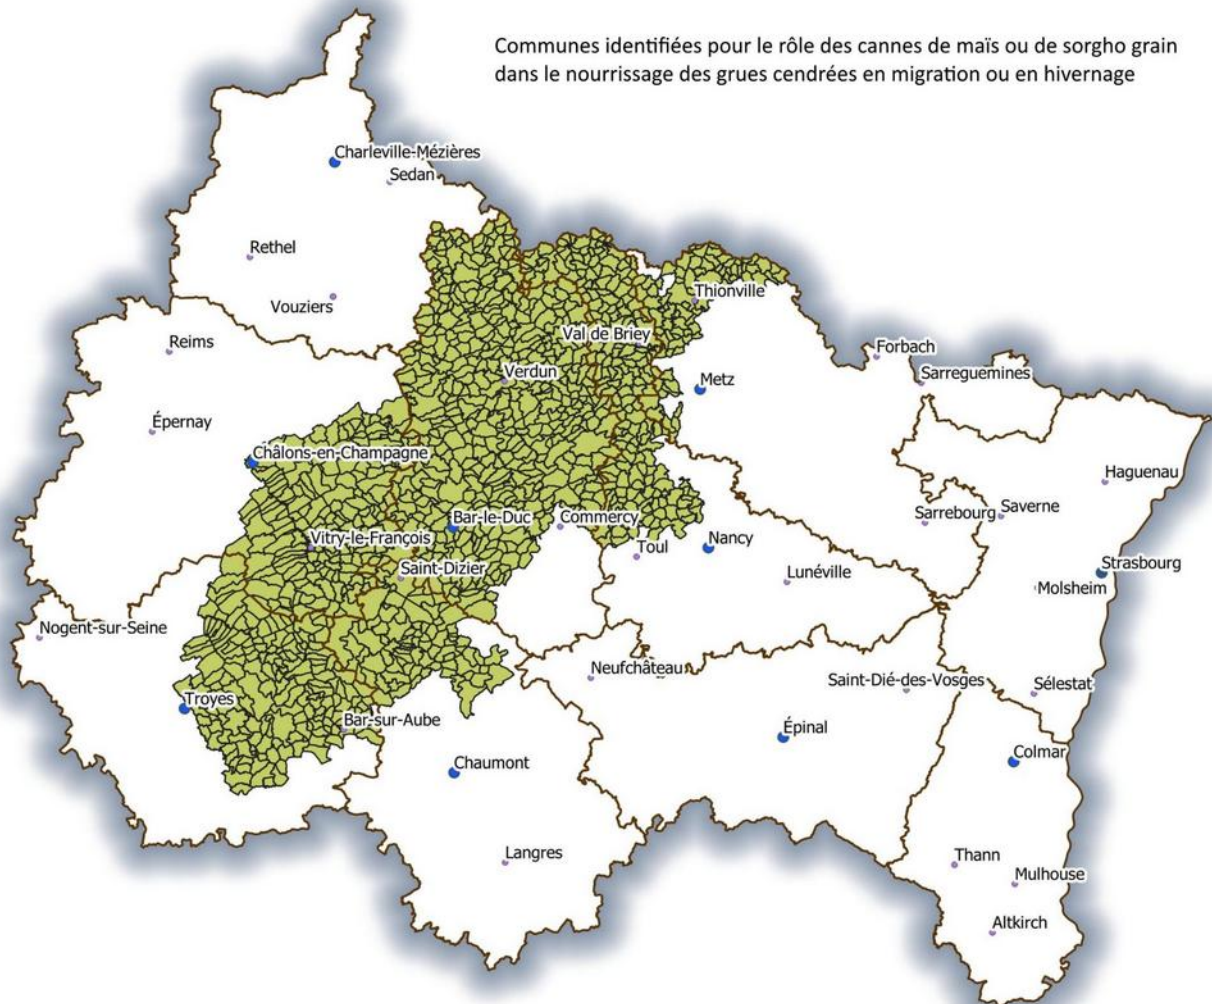 Communes identifiées pour le rôle des cannes de maïs ou de sorgho grain
dans le nourrissage des grues cendrées en migration ou en hivernage
Charleville-Mézières
Sedan
Rethel
Vouziers
Thionville
Reims
Val de Briey
Forbach
Verdun
Sarreguemines
Metz
Épernay
Châlons-en-Champagne
Haguenau
Saverne
Sarrebourg
Bar-le-Duc
Commercy
Vitry-le-François
Nancy
Toul
Strasbourg
Saint-Dizier
Lunéville
Molsheim
Nogent-sur-Seine
Neufchâteau
Saint-Dié-des-Vosges
Sélestat
Troyes
Bar-sur-Aube
Épinal
Colmar
Chaumont
Langres
Thann
Mulhouse
Altkirch